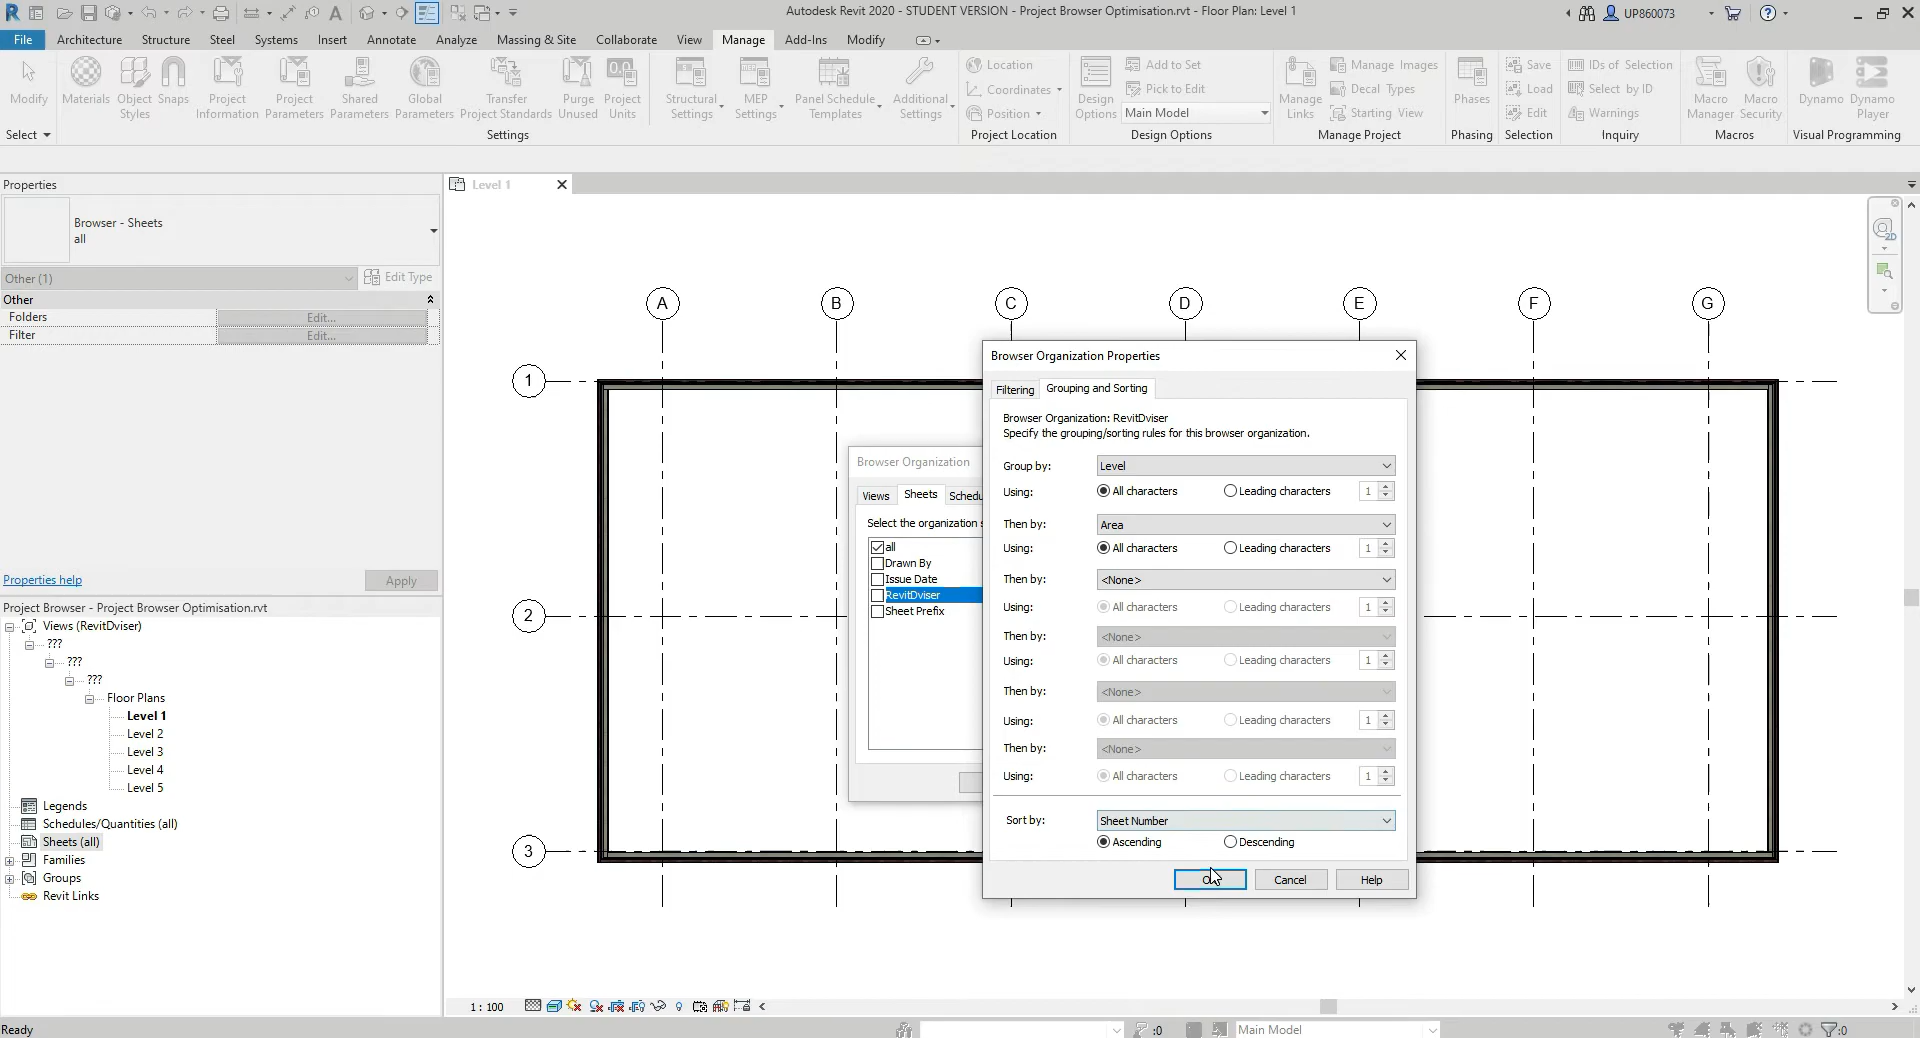 Autodesk Revit 2020 - STUDENT VERSION - Project Browser Optimisation.rvt - Floor Plan: Level 1
UP860073
File Architecture Structure Steel Systems Insert Annotate Analyze Massing & Site Collaborate View Manage Add-Ins Modify
Modify
Materials
Object Styles
Snaps
Project Information
Project Parameters
Shared Parameters
Global Parameters
Transfer Project Standards
Purge Unused
Project Units
Structural Settings
MEP Settings
Panel Schedule Templates
Additional Settings
Location
Coordinates
Position
Design Options
Add to Set
Pick to Edit
Main Model
Manage Links
Manage Images
Decal Types
Starting View
Phases
Save
Load
Edit
IDs of Selection
Select by ID
Warnings
Macro Manager
Macro Security
Dynamo
Dynamo Player
Select Settings Project Location Design Options Manage Project Phasing Selection Inquiry Macros Visual Programming
Properties
Browser - Sheets
all
Other (1) Edit Type
Other
Folders Edit...
Filter Edit...
Properties help Apply
Project Browser - Project Browser Optimisation.rvt
Views (RevitDviser)
???
???
???
Floor Plans
Level 1
Level 2
Level 3
Level 4
Level 5
Legends
Schedules/Quantities (all)
Sheets (all)
Families
Groups
Revit Links
Level 1
2D
A B C D E F G
1
2
3
Browser Organization
Views Sheets Schedu
Select the organization s
all
Drawn By
Issue Date
RevitDviser
Sheet Prefix
Browser Organization Properties
Filtering Grouping and Sorting
Browser Organization: RevitDviser
Specify the grouping/sorting rules for this browser organization.
Group by: Level
Using: All characters Leading characters 1
Then by: Area
Using: All characters Leading characters 1
Then by: <None>
Using: All characters Leading characters 1
Then by: <None>
Using: All characters Leading characters 1
Then by: <None>
Using: All characters Leading characters 1
Then by: <None>
Using: All characters Leading characters 1
Sort by: Sheet Number
Ascending Descending
Cancel Help
1 : 100
Ready
:0
Main Model
:0